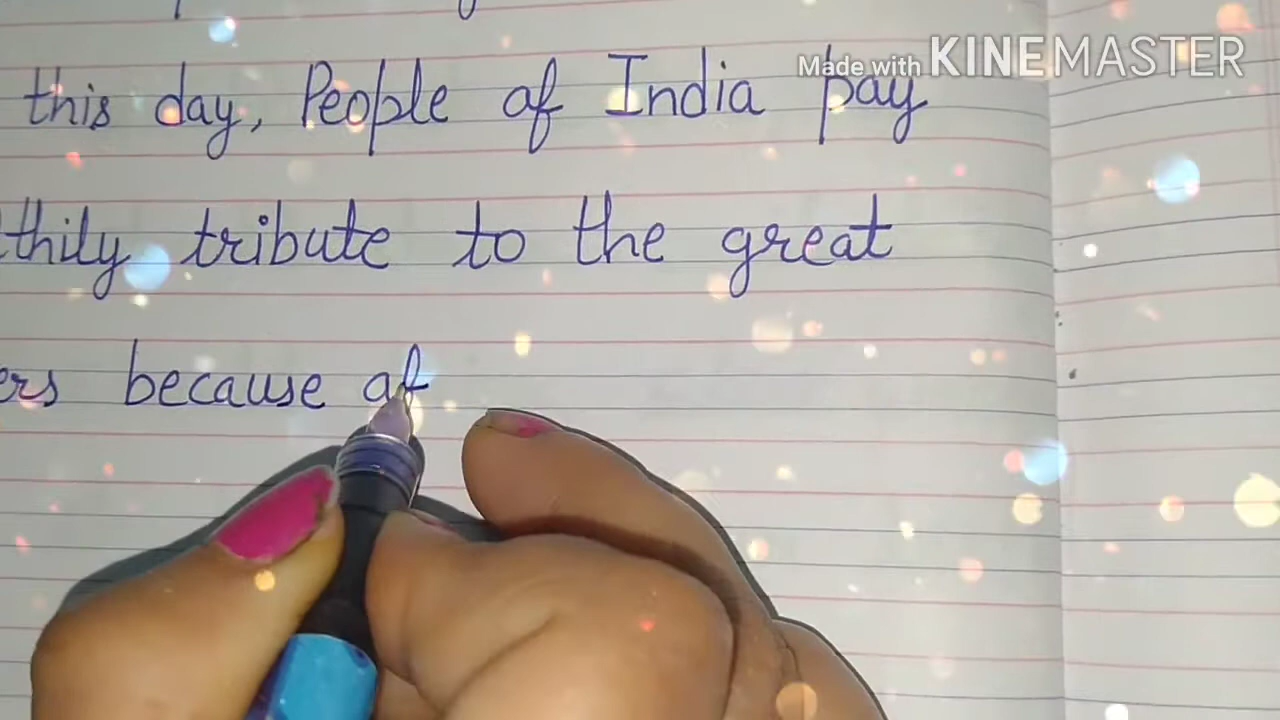 Made with KINEMASTER
this day, People of India pay
thily tribute to the great
ers because of